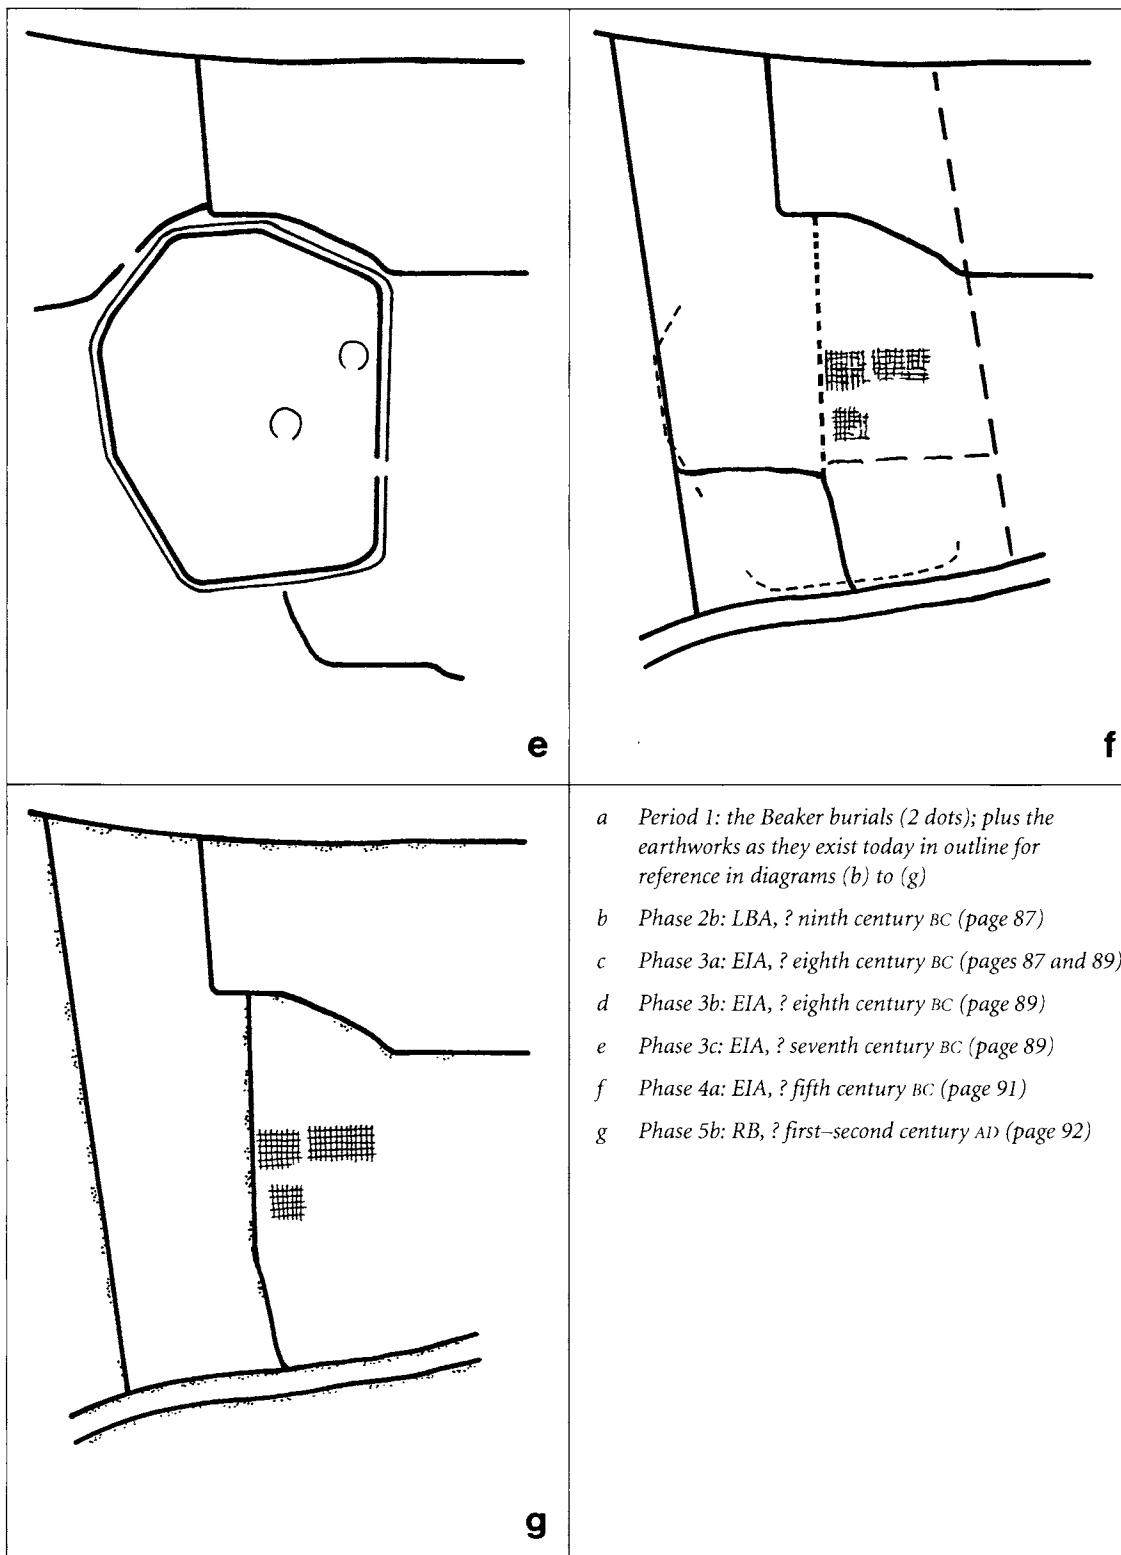 e
f
g
a Period 1: the Beaker burials (2 dots); plus the
earthworks as they exist today in outline for
reference in diagrams (b) to (g)
b Phase 2b: LBA, ? ninth century BC (page 87)
c Phase 3a: EIA, ? eighth century BC (pages 87 and 89)
d Phase 3b: EIA, ? eighth century BC (page 89)
e Phase 3c: EIA, ? seventh century BC (page 89)
f Phase 4a: EIA, ? fifth century BC (page 91)
g Phase 5b: RB, ? first–second century AD (page 92)